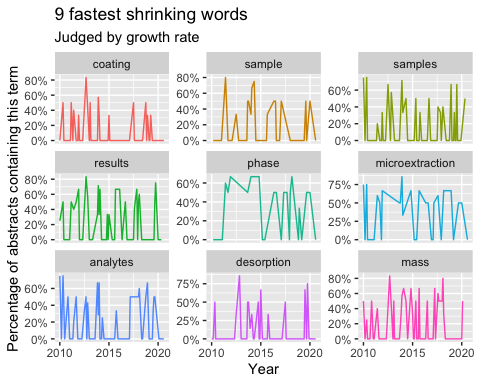 9 fastest shrinking words
Judged by growth rate
coating sample samples
80% 80%
60% 60% 60%
40% 40% 40%
20% 20% 20%
0% 0% 0%
results phase microextraction
80% 60% 75%
60% 40% 50%
40% 20% 25%
20% 0% 0%
0%
analytes desorption mass
60% 75% 80%
40% 50% 60%
20% 25% 40%
0% 0% 20%
0%
2010 2015 2020 2010 2015 2020 2010 2015 2020
Year
Percentage of abstracts containing this term